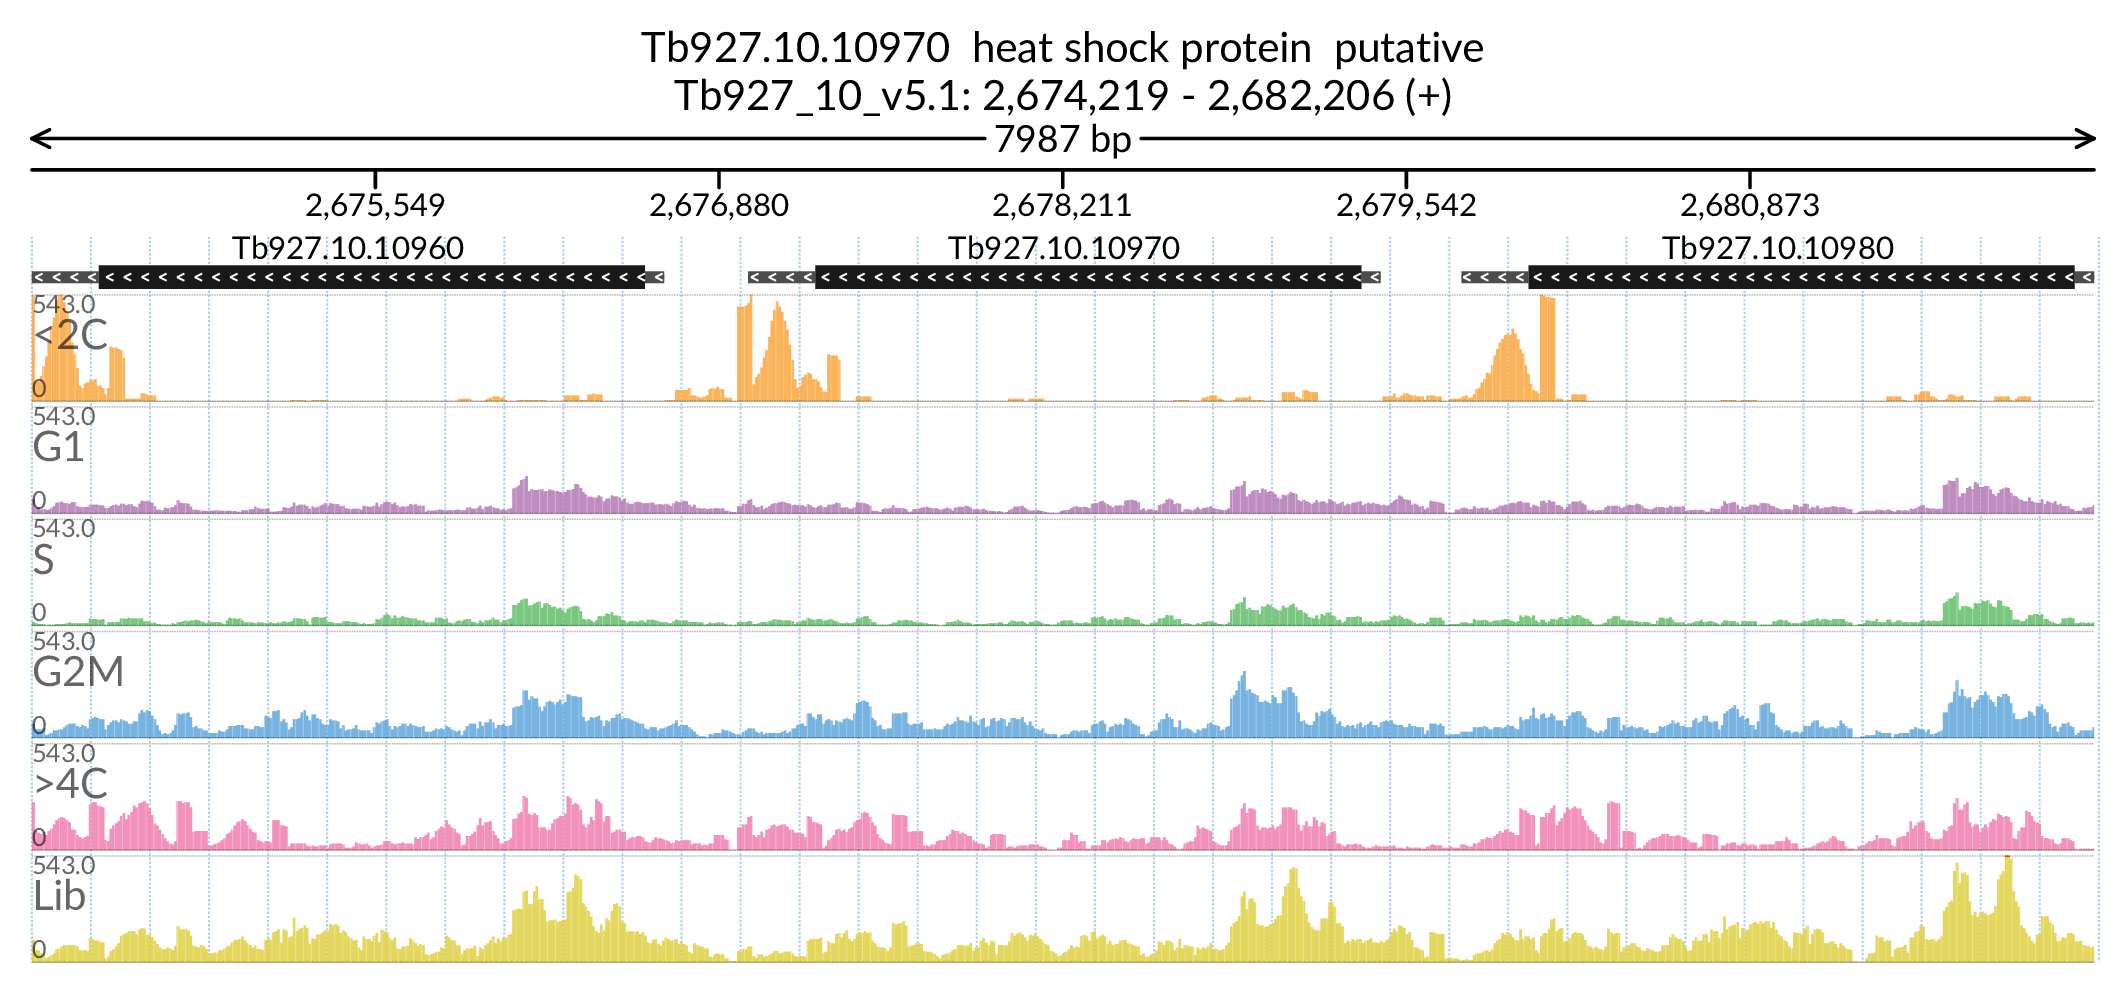 Tb927.10.10970 heat shock protein putative
Tb927_10_v5.1: 2,674,219 - 2,682,206 (+)
7987 bp
2,675,549 2,676,880 2,678,211 2,679,542 2,680,873
Tb927.10.10960 Tb927.10.10970 Tb927.10.10980
543.0
<2C
0
543.0
G1
0
543.0
S
0
543.0
G2M
0
543.0
>4C
0
543.0
Lib
0